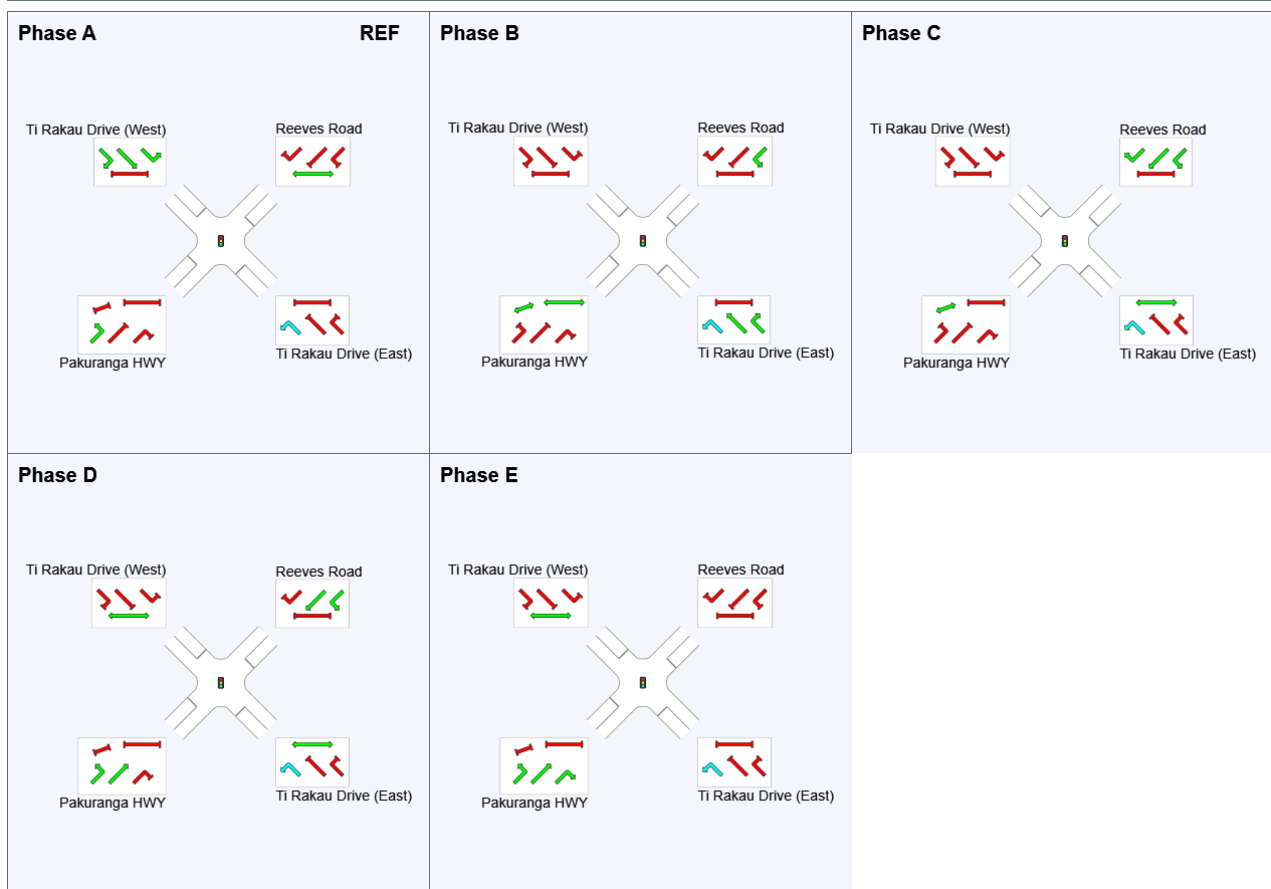 Phase A
REF
Ti Rakau Drive (West)
Reeves Road
Pakuranga HWY
Ti Rakau Drive (East)
Phase B
Ti Rakau Drive (West)
Reeves Road
Pakuranga HWY
Ti Rakau Drive (East)
Phase C
Ti Rakau Drive (West)
Reeves Road
Pakuranga HWY
Ti Rakau Drive (East)
Phase D
Ti Rakau Drive (West)
Reeves Road
Pakuranga HWY
Ti Rakau Drive (East)
Phase E
Ti Rakau Drive (West)
Reeves Road
Pakuranga HWY
Ti Rakau Drive (East)